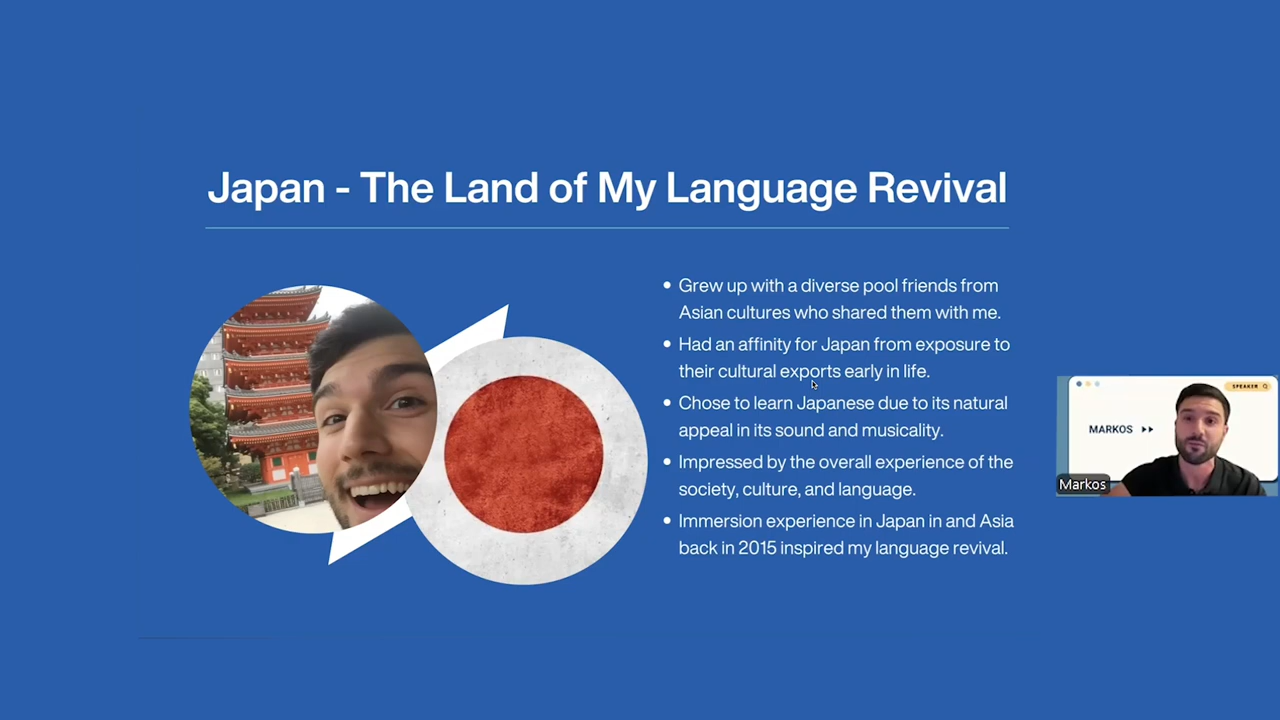 Japan - The Land of My Language Revival
Grew up with a diverse pool friends from
Asian cultures who shared them with me.
Had an affinity for Japan from exposure to
their cultural exports early in life.
Chose to learn Japanese due to its natural
appeal in its sound and musicality.
Impressed by the overall experience of the
society, culture, and language.
Immersion experience in Japan in and Asia
back in 2015 inspired my language revival.
SPEAKER
MARKOS
Markos